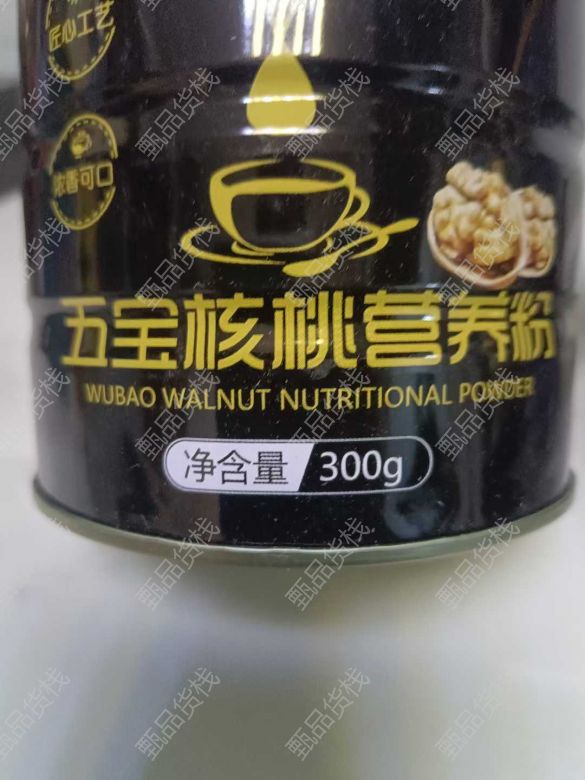 匠心工艺
浓香可口
五宝核桃营养粉
WUBAO WALNUT NUTRITIONAL POWDER
净含量 300g
甄品货栈